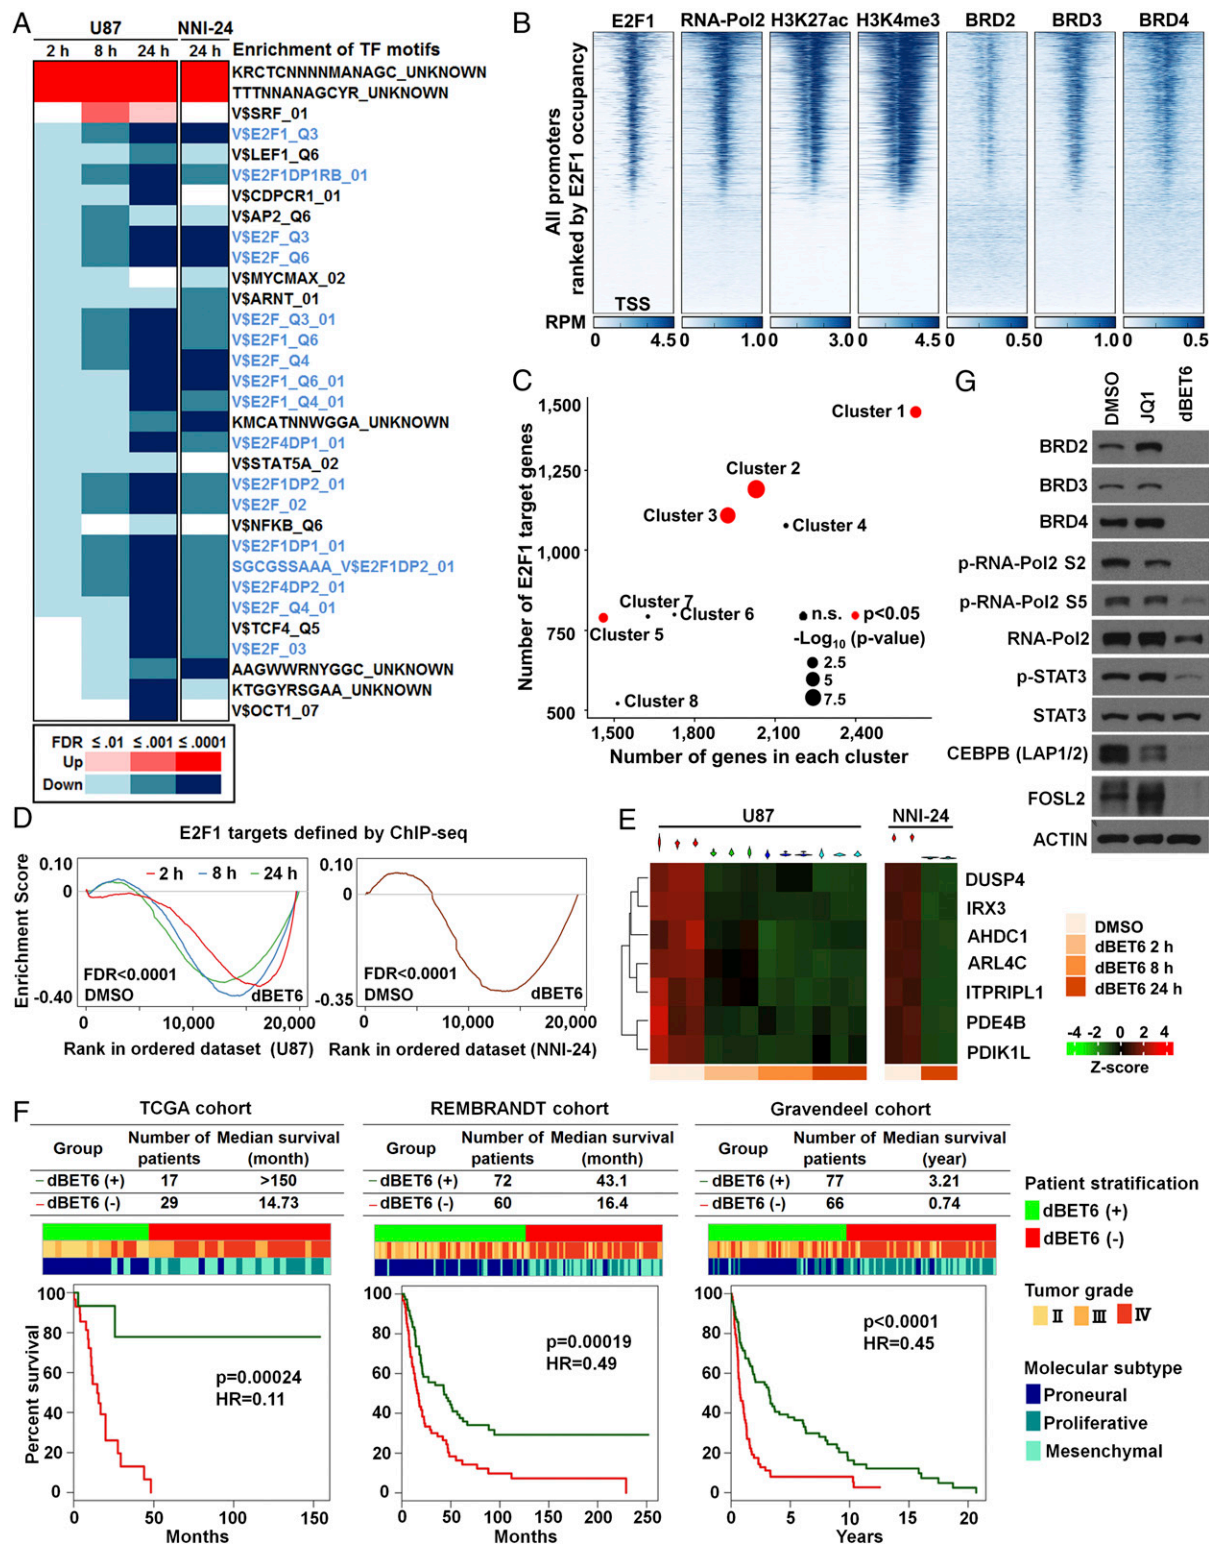 A
U87
NNI-24
2 h 8 h 24 h 24 h Enrichment of TF motifs
KRCTCNNNNMANAGC_UNKNOWN
TTTNNANAGCYR_UNKNOWN
V$SRF_01
V$E2F1_Q3
V$LEF1_Q6
V$E2F1DP1RB_01
V$CDPCR1_01
V$AP2_Q6
V$E2F_Q3
V$E2F_Q6
V$MYCMAX_02
V$ARNT_01
V$E2F_Q3_01
V$E2F1_Q6
V$E2F_Q4
V$E2F1_Q6_01
V$E2F1_Q4_01
KMCATNNWGGA_UNKNOWN
V$E2F4DP1_01
V$STAT5A_02
V$E2F1DP2_01
V$E2F_02
V$NFKB_Q6
V$E2F1DP1_01
SGCGSSAAA_V$E2F1DP2_01
V$E2F4DP2_01
V$E2F_Q4_01
V$TCF4_Q5
V$E2F_03
AAGWWRNYGGC_UNKNOWN
KTGGYRSGAA_UNKNOWN
V$OCT1_07
FDR ≤ .01 ≤ .001 ≤ .0001
Up
Down
B
E2F1 RNA-Pol2 H3K27ac H3K4me3 BRD2 BRD3 BRD4
All promoters
ranked by E2F1 occupancy
TSS
RPM
0 4.5 0 1.0 0 3.0 0 4.5 0 0.5 0 1.0 0 0.5
C
Number of E2F1 target genes
1,500
1,250
1,000
750
500
Cluster 1
Cluster 2
Cluster 3
Cluster 4
Cluster 7
Cluster 6
Cluster 5
Cluster 8
n.s. p<0.05
-Log10 (p-value)
2.5
5
7.5
1,500 1,800 2,100 2,400
Number of genes in each cluster
G
DMSO
JQ1
dBET6
BRD2
BRD3
BRD4
p-RNA-Pol2 S2
p-RNA-Pol2 S5
RNA-Pol2
p-STAT3
STAT3
CEBPB (LAP1/2)
FOSL2
ACTIN
D
E2F1 targets defined by ChIP-seq
Enrichment Score
0.10
0
-0.40
2 h 8 h 24 h
FDR<0.0001
DMSO dBET6
0 10,000 20,000
Rank in ordered dataset (U87)
0.10
0
-0.35
FDR<0.0001
DMSO dBET6
0 10,000 20,000
Rank in ordered dataset (NNI-24)
E
U87 NNI-24
DUSP4
IRX3
AHDC1
ARL4C
ITPRIPL1
PDE4B
PDIK1L
DMSO
dBET6 2 h
dBET6 8 h
dBET6 24 h
-4 -2 0 2 4
Z-score
F
TCGA cohort
Group Number of patients Median survival (month)
dBET6 (+) 17 >150
dBET6 (-) 29 14.73
REMBRANDT cohort
Group Number of patients Median survival (month)
dBET6 (+) 72 43.1
dBET6 (-) 60 16.4
Gravendeel cohort
Group Number of patients Median survival (year)
dBET6 (+) 77 3.21
dBET6 (-) 66 0.74
Patient stratification
dBET6 (+)
dBET6 (-)
Tumor grade
II III IV
Molecular subtype
Proneural
Proliferative
Mesenchymal
Percent survival
100
80
60
40
20
0
p=0.00024
HR=0.11
0 50 100 150
Months
100
80
60
40
20
0
p=0.00019
HR=0.49
0 50 100 150 200 250
Months
100
80
60
40
20
0
p<0.0001
HR=0.45
0 5 10 15 20
Years